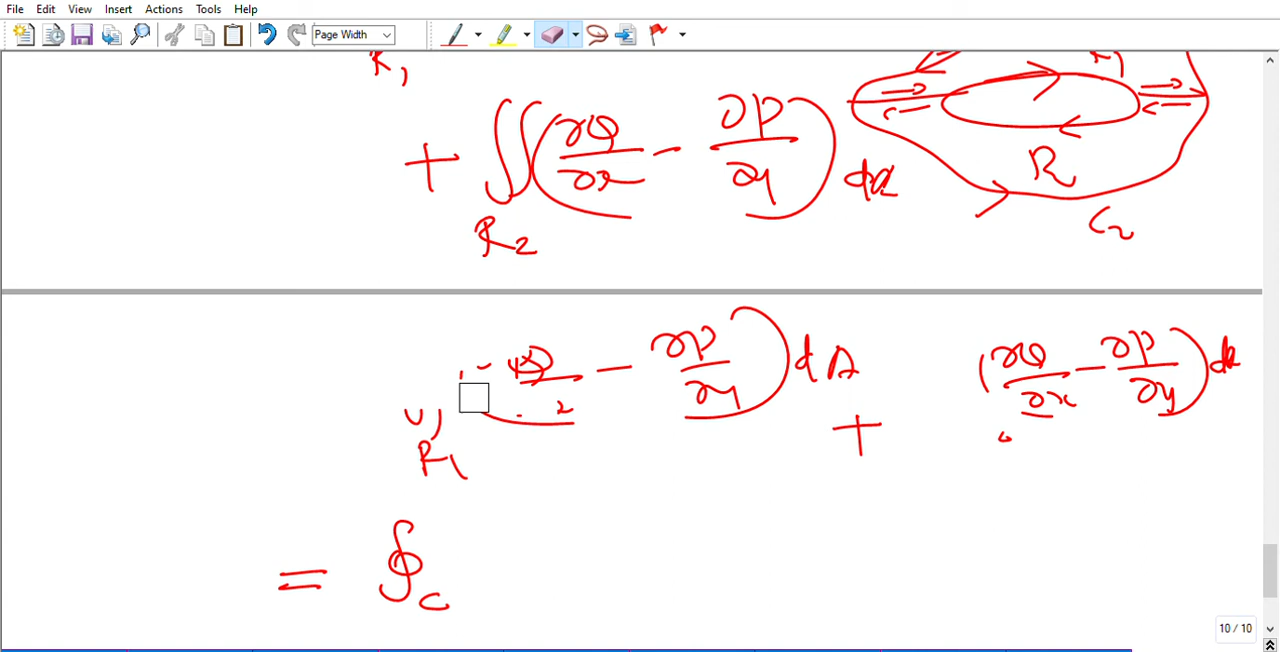 File Edit View Insert Actions Tools Help
Page Width
R₁
+ ∬ (∂Q/∂x - ∂P/∂y) dA
R₂
R
C₂
- ∂P/∂y) dA + (∂Q/∂x - ∂P/∂y) dA
R₁
= ∮c
10 / 10